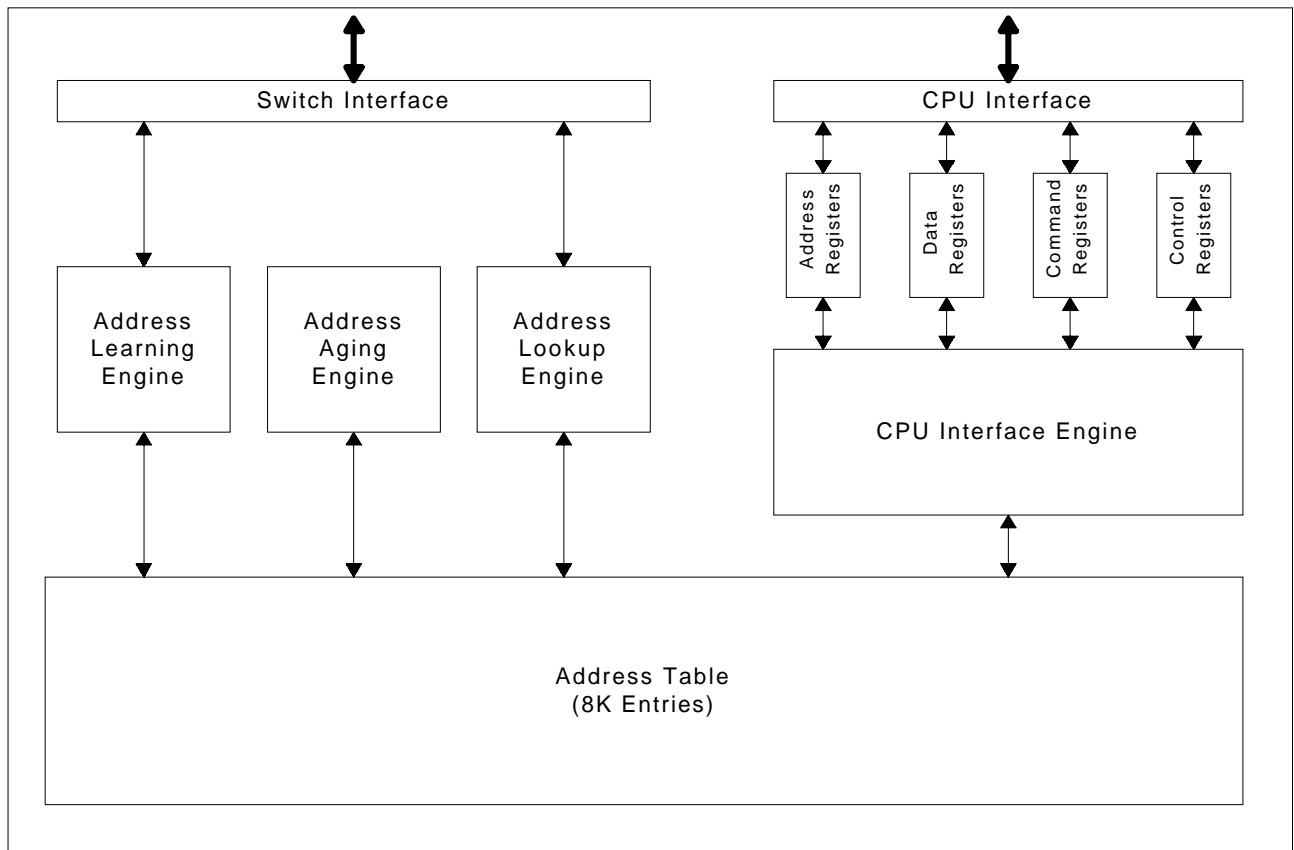 Switch Interface
CPU Interface
Address
Registers
Data
Registers
Command
Registers
Control
Registers
Address
Learning
Engine
Address
Aging
Engine
Address
Lookup
Engine
CPU Interface Engine
Address Table
(8K Entries)